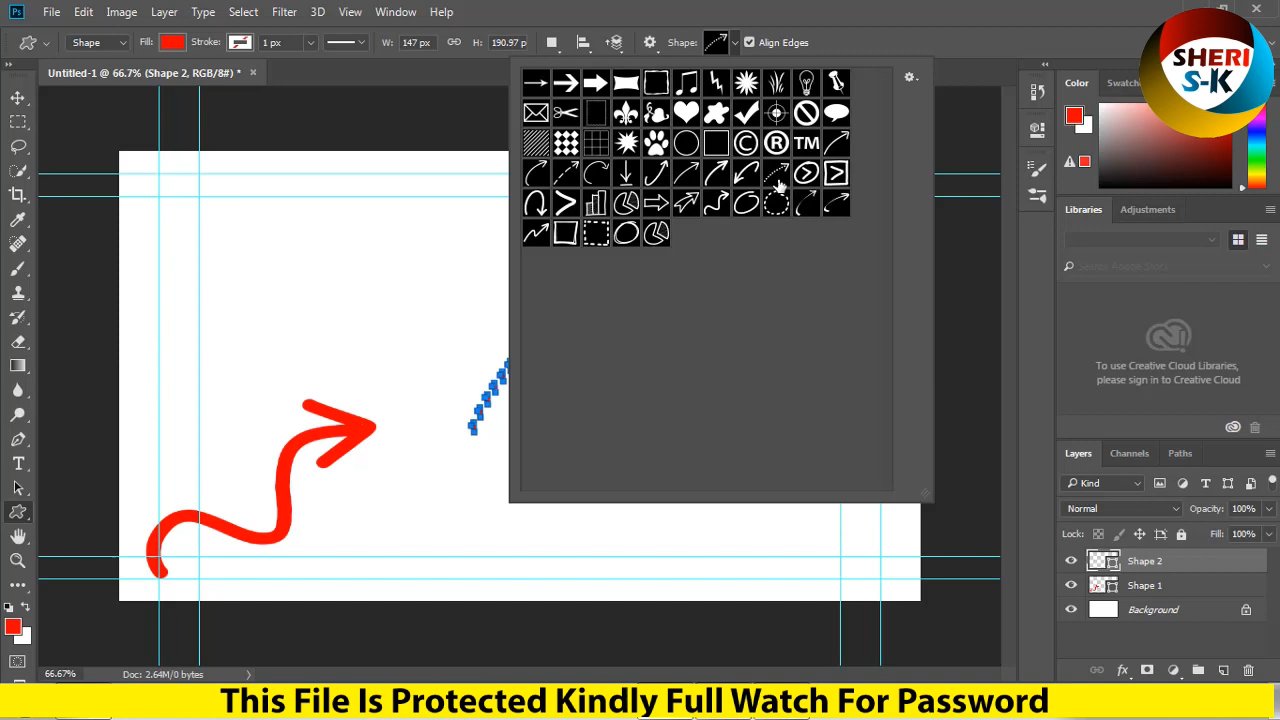 Ps File Edit Image Layer Type Select Filter 3D View Window Help
Shape Fill: Stroke: 1 px W: 147 px H: 190.97 p Shape: Align Edges
SHERI
S-K
Untitled-1 @ 66.7% (Shape 2, RGB/8#) * ×
Color Swatch
TM
Libraries Adjustments
Search Adobe Stock
To use Creative Cloud Libraries,
please sign in to Creative Cloud
Layers Channels Paths
Kind
Normal Opacity: 100%
Lock: Fill: 100%
Shape 2
Shape 1
Background
66.67% Doc: 2.64M/0 bytes
This File Is Protected Kindly Full Watch For Password